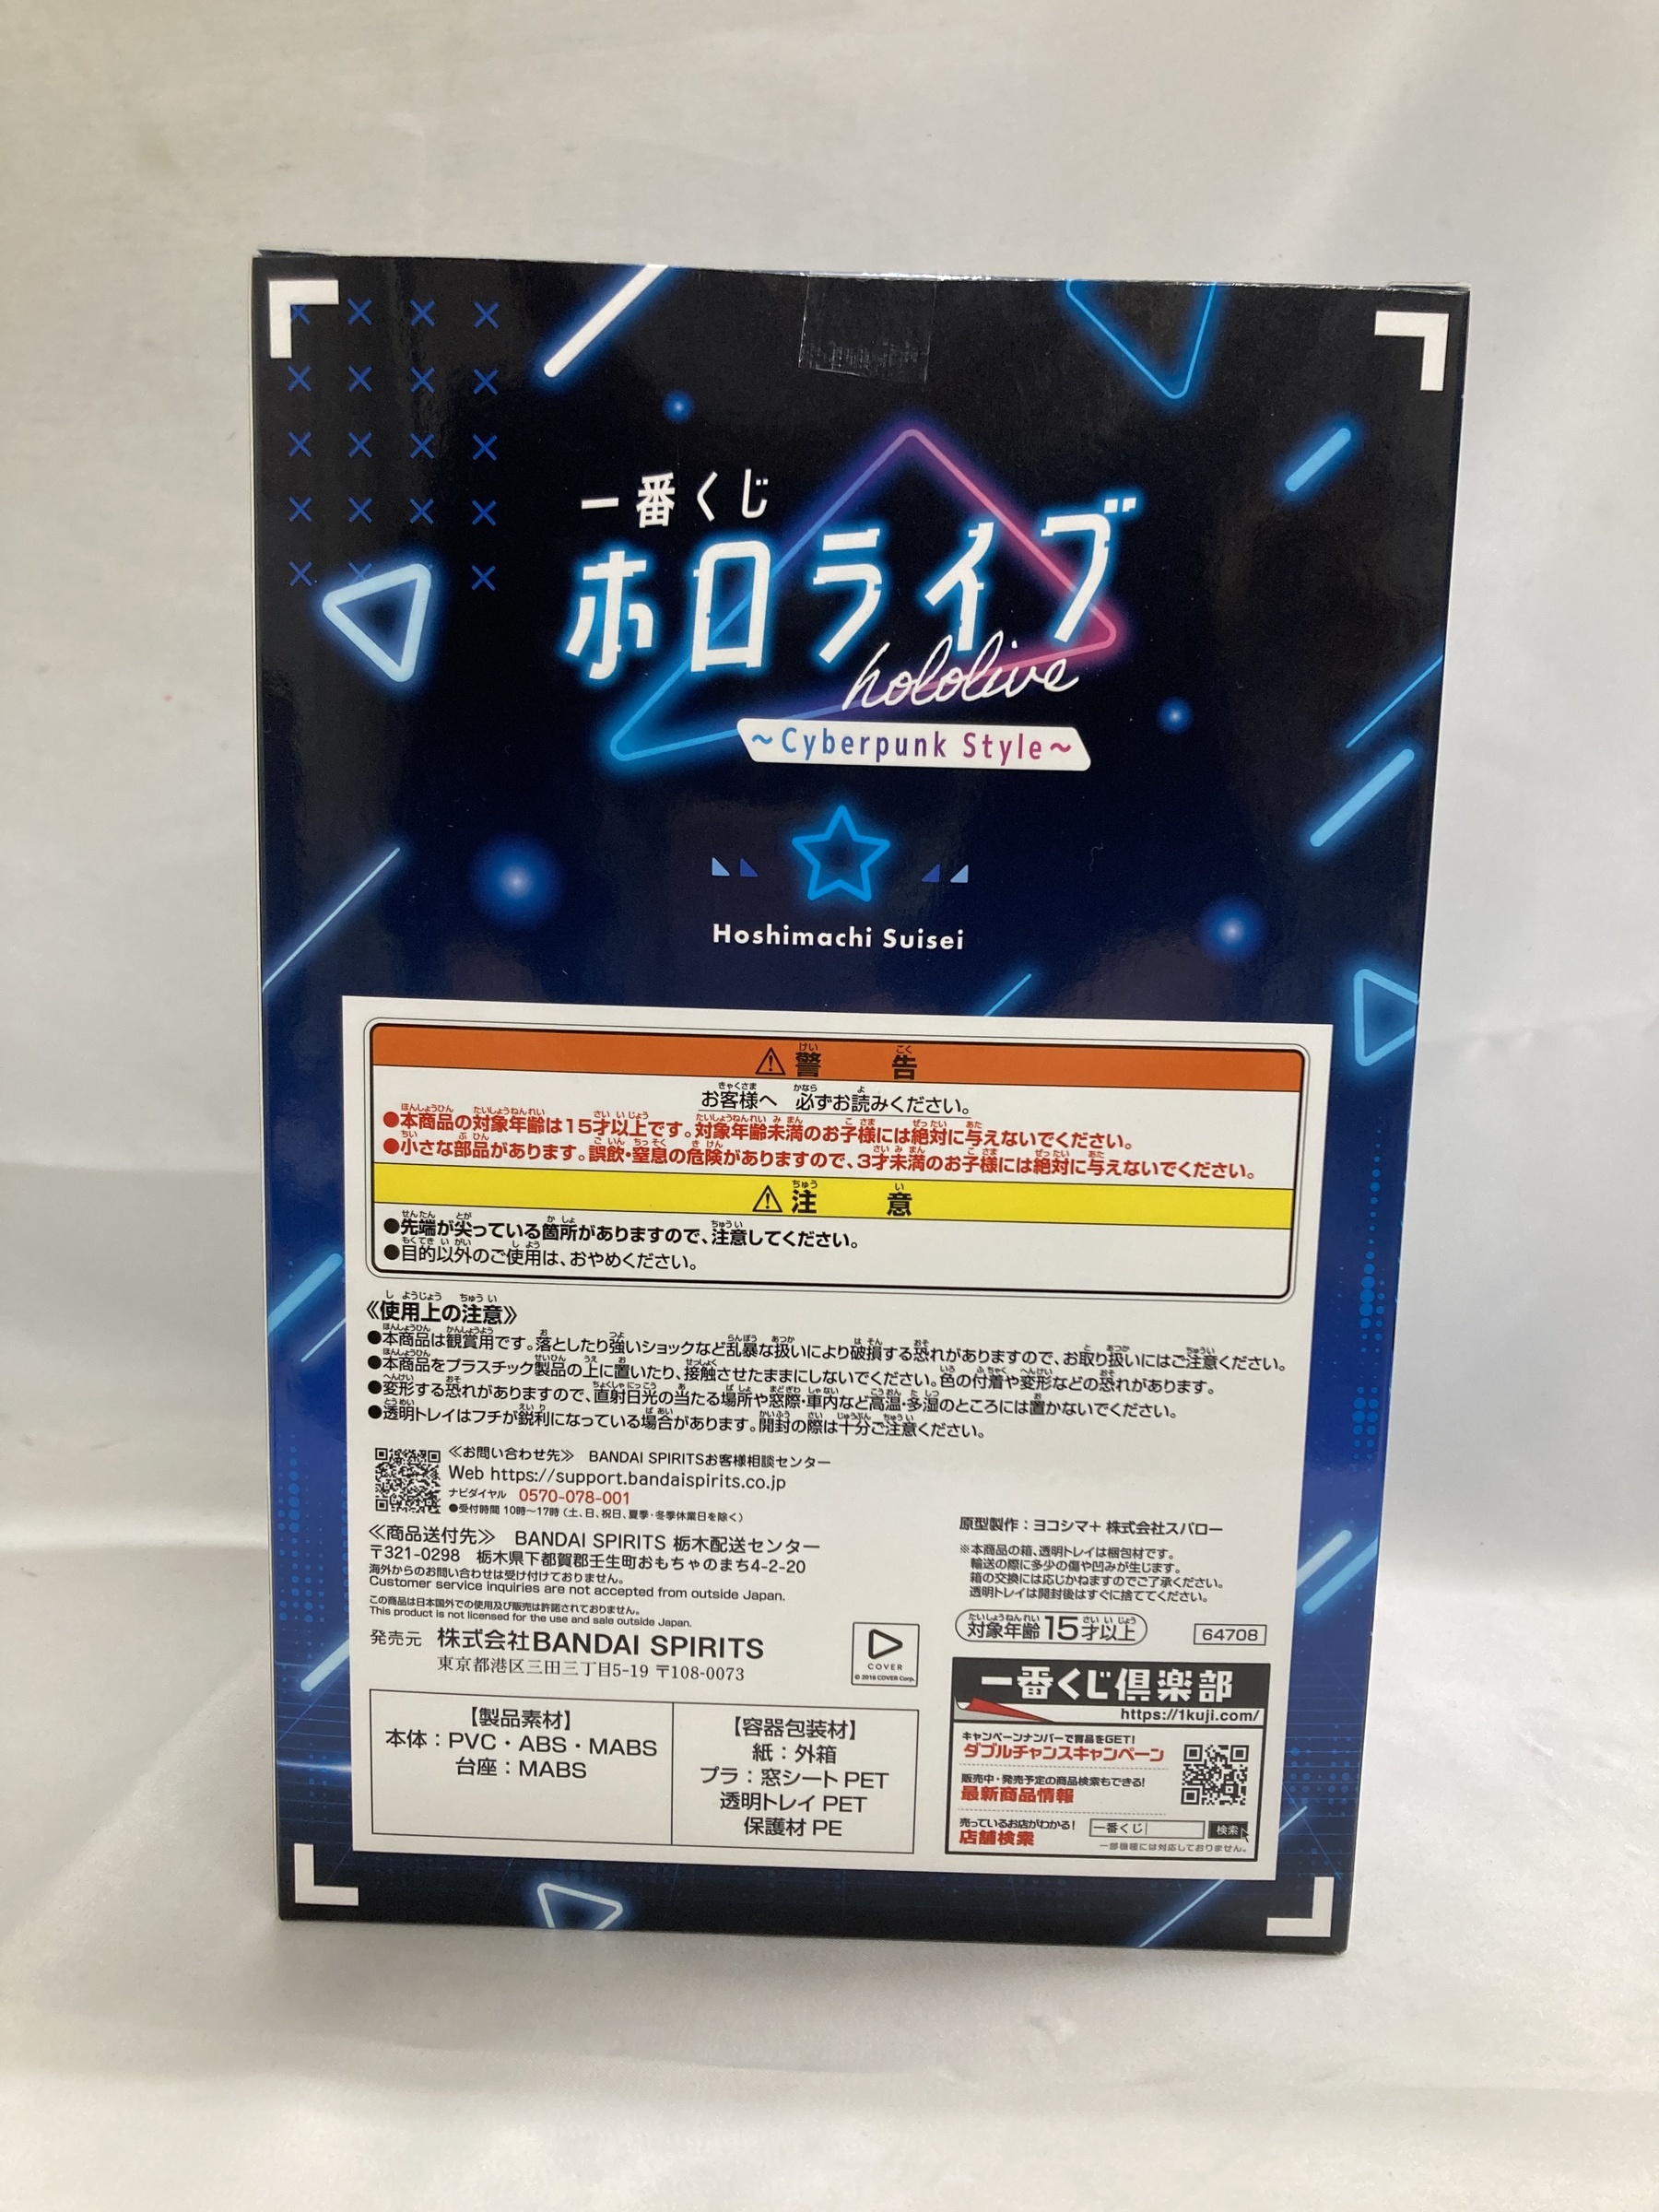 一番くじ
ホロライブ
hololive
～Cyberpunk Style～
Hoshimachi Suisei
⚠警告
お客様へ 必ずお読みください。
●本商品の対象年齢は15才以上です。対象年齢未満のお子様には絶対に与えないでください。
●小さな部品があります。誤飲・窒息の危険がありますので、3才未満のお子様には絶対に与えないでください。
⚠注意
●先端が尖っている箇所がありますので、注意してください。
●目的以外のご使用は、おやめください。
《使用上の注意》
●本商品は観賞用です。落としたり強いショックなど乱暴な扱いにより破損する恐れがありますので、お取り扱いにはご注意ください。
●本商品をプラスチック製品の上に置いたり、接触させたままにしないでください。色の付着や変形などの恐れがあります。
●変形する恐れがありますので、直射日光の当たる場所や窓際・車内など高温・多湿のところには置かないでください。
●透明トレイはフチが鋭利になっている場合があります。開封の際は十分ご注意ください。
≪お問い合わせ先≫ BANDAI SPIRITSお客様相談センター
Web https://support.bandaispirits.co.jp
ナビダイヤル 0570-078-001
●受付時間 10時～17時（土、日、祝日、夏季・冬季休業日を除く）
≪商品送付先≫ BANDAI SPIRITS 栃木配送センター
〒321-0298 栃木県下都賀郡壬生町おもちゃのまち4-2-20
海外からのお問い合わせは受け付けておりません。
Customer service inquiries are not accepted from outside Japan.
この商品は日本国外での使用及び販売は許諾されておりません。
This product is not licensed for the use and sale outside Japan.
発売元 株式会社BANDAI SPIRITS
東京都港区三田三丁目5-19 〒108-0073
COVER
© 2016 COVER Corp.
【製品素材】
本体：PVC・ABS・MABS
台座：MABS
【容器包装材】
紙：外箱
プラ：窓シート PET
透明トレイ PET
保護材 PE
原型製作：ヨコシマ＋ 株式会社スパロー
※本商品の箱、透明トレイは梱包材です。
輸送の際に多少の傷や凹みが生じます。
箱の交換には応じかねますのでご了承ください。
透明トレイは開封後はすぐに捨ててください。
対象年齢15才以上
64708
一番くじ倶楽部
https://1kuji.com/
キャンペーンナンバーで賞品をGET!
ダブルチャンスキャンペーン
販売中・発売予定の商品検索もできる!
最新商品情報
売っているお店がわかる!
店舗検索
一番くじ 検索
一部機種には対応しておりません。